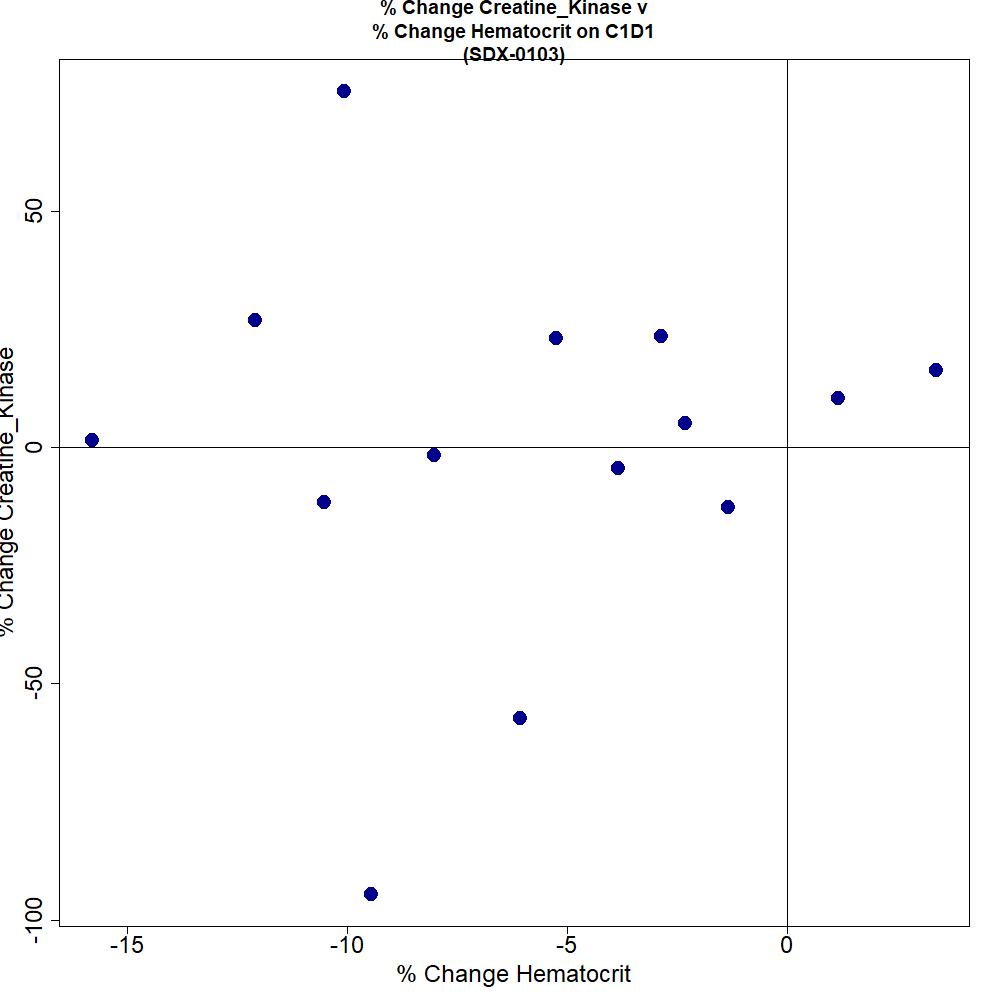 % Change Creatine_Kinase v
% Change Hematocrit on C1D1
(SDX-0103)
% Change Creatine_Kinase
50
0
-50
-100
-15
-10
-5
0
% Change Hematocrit